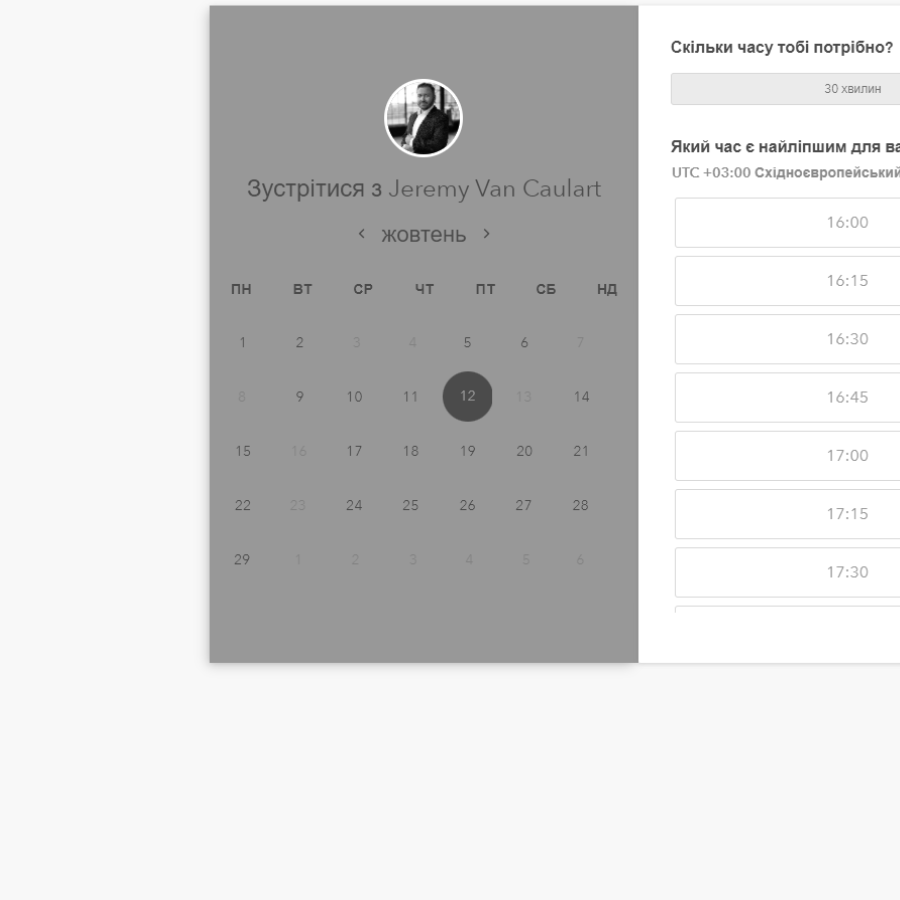 Зустрітися з Jeremy Van Caulart
жовтень
ПН ВТ СР ЧТ ПТ СБ НД
1 2 3 4 5 6 7
8 9 10 11 12 13 14
15 16 17 18 19 20 21
22 23 24 25 26 27 28
29 1 2 3 4 5 6
Скільки часу тобі потрібно?
30 хвилин
Який час є найліпшим для ва
UTC +03:00 Східноєвропейський
16:00
16:15
16:30
16:45
17:00
17:15
17:30